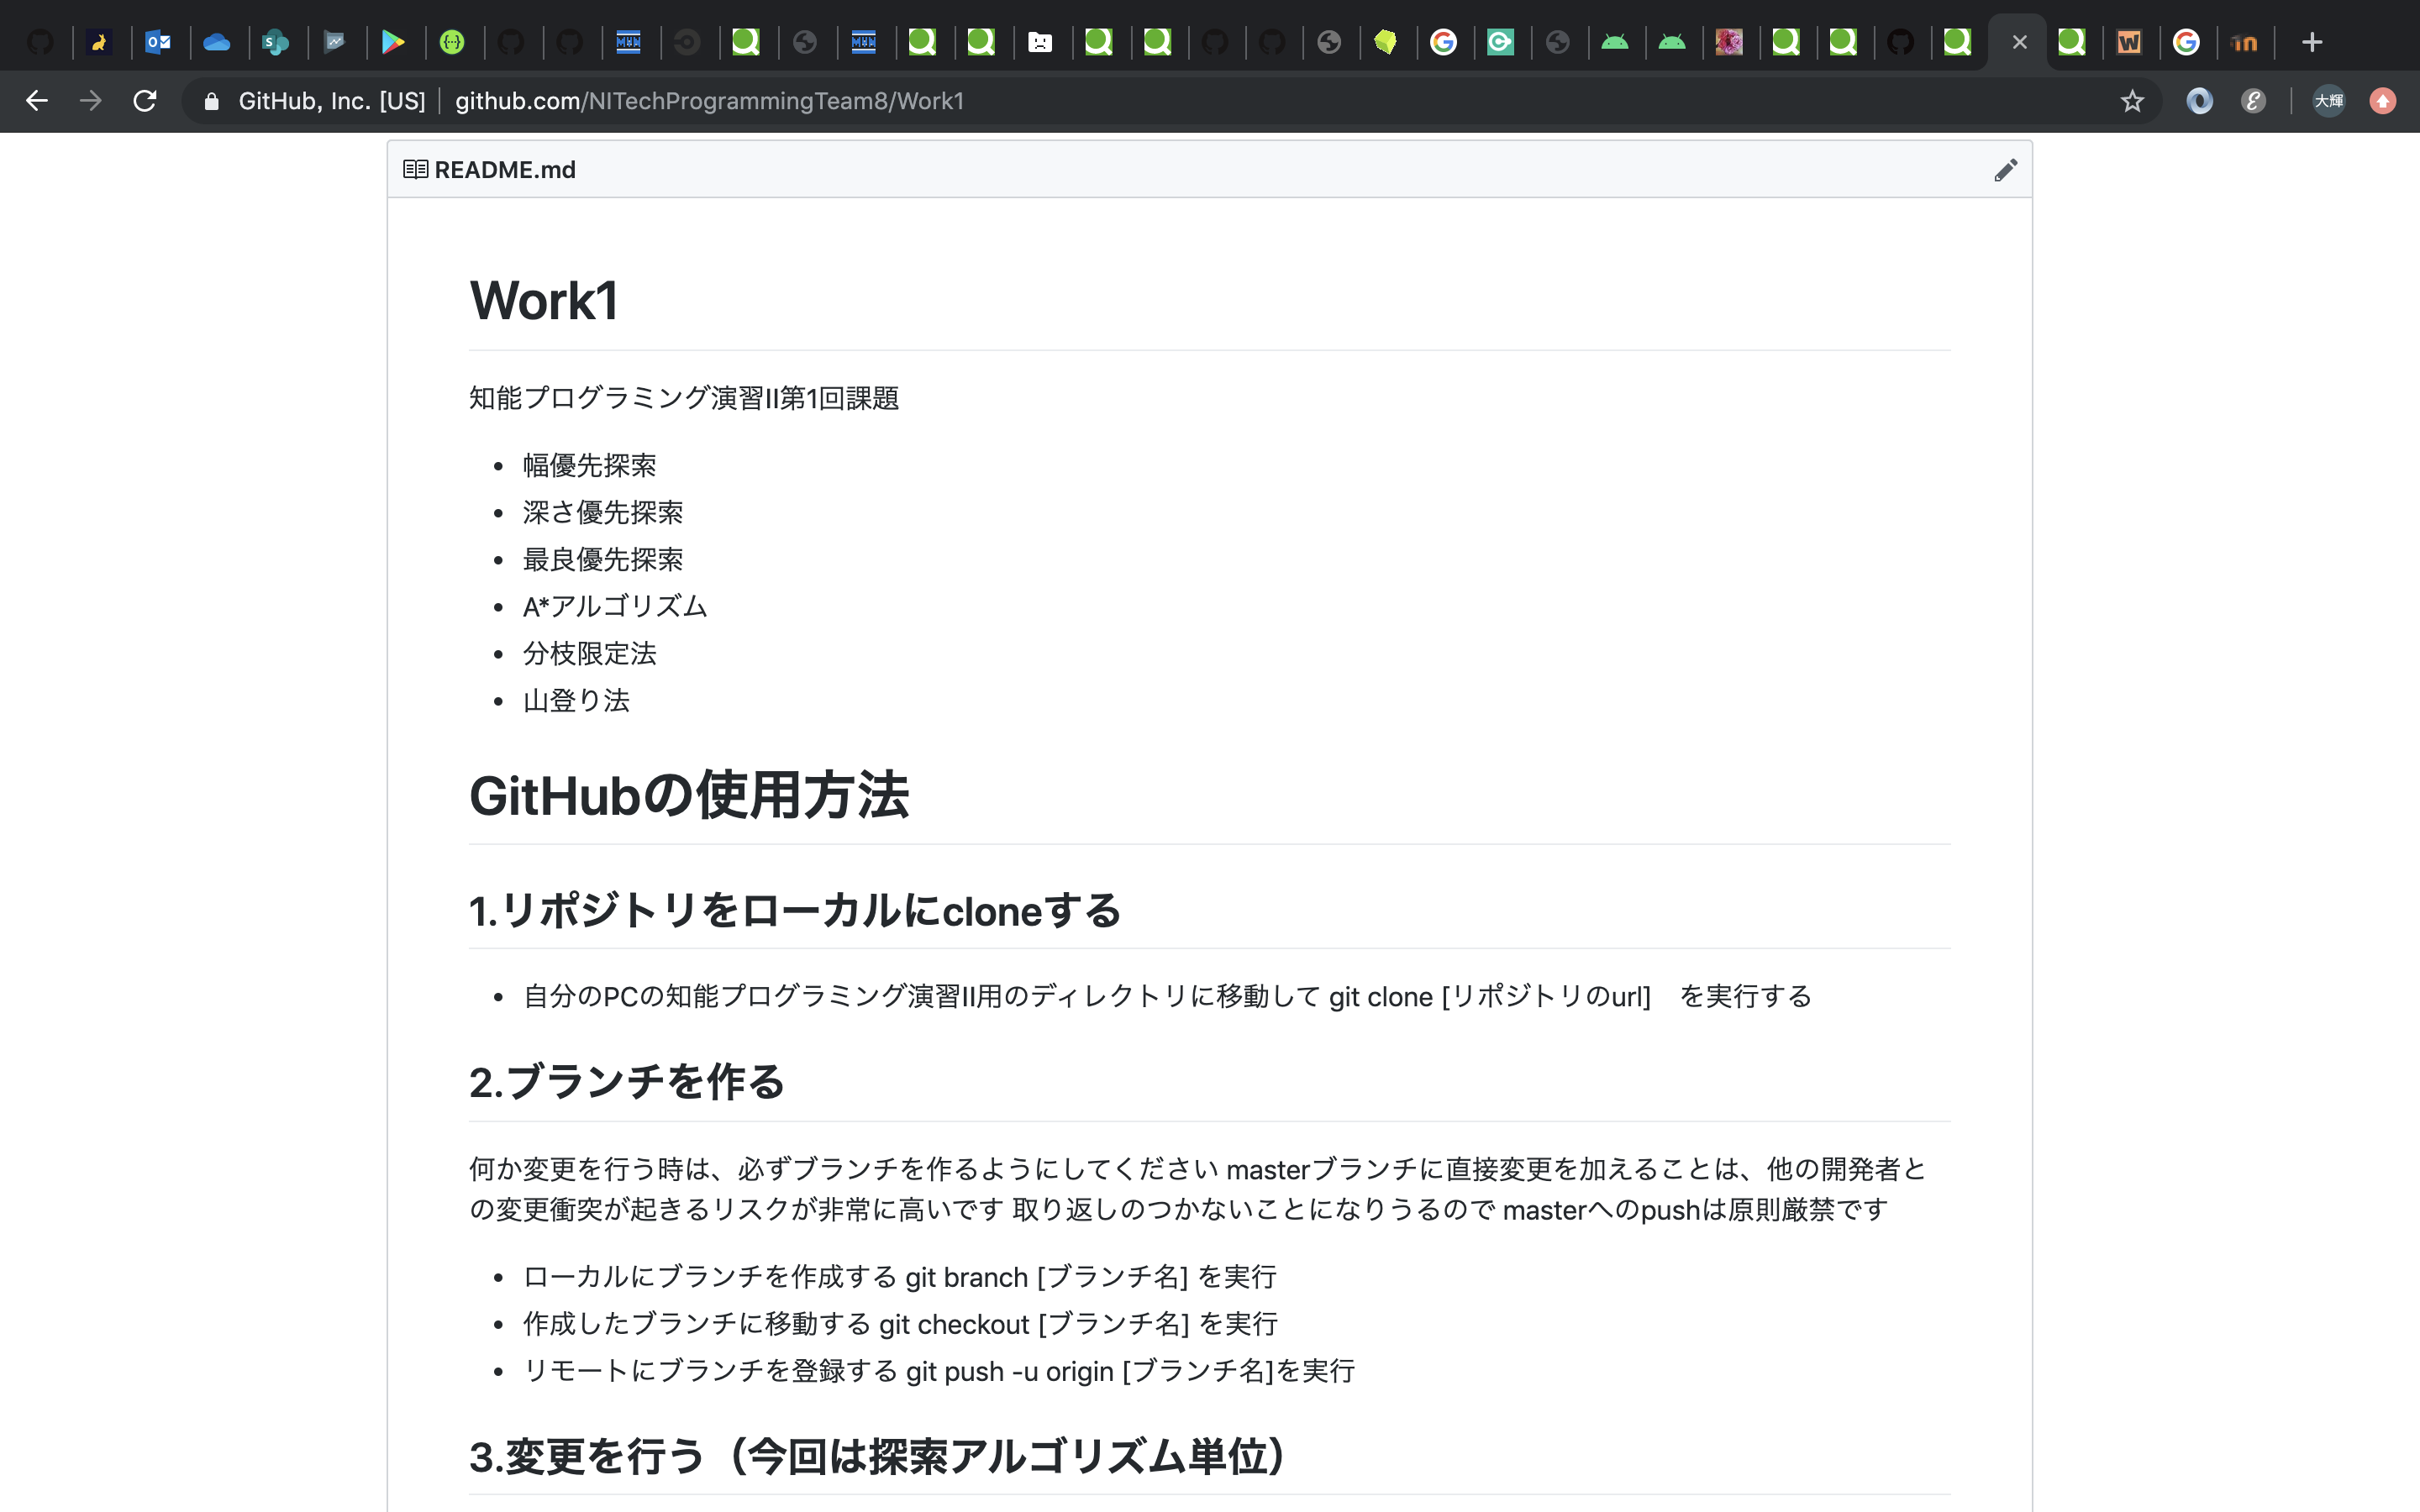 GitHub, Inc. [US] github.com/NITechProgrammingTeam8/Work1
大輝
README.md
Work1
知能プログラミング演習II第1回課題
• 幅優先探索
• 深さ優先探索
• 最良優先探索
• A*アルゴリズム
• 分枝限定法
• 山登り法
GitHubの使用方法
1.リポジトリをローカルにcloneする
• 自分のPCの知能プログラミング演習II用のディレクトリに移動して git clone [リポジトリのurl]　を実行する
2.ブランチを作る
何か変更を行う時は、必ずブランチを作るようにしてください masterブランチに直接変更を加えることは、他の開発者と
の変更衝突が起きるリスクが非常に高いです 取り返しのつかないことになりうるので masterへのpushは原則厳禁です
• ローカルにブランチを作成する git branch [ブランチ名] を実行
• 作成したブランチに移動する git checkout [ブランチ名] を実行
• リモートにブランチを登録する git push -u origin [ブランチ名]を実行
3.変更を行う（今回は探索アルゴリズム単位）